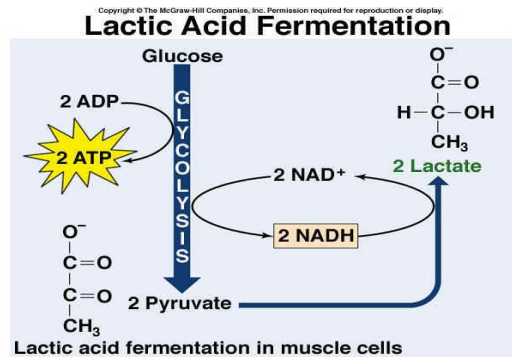 Copyright © The McGraw-Hill Companies, Inc. Permission required for reproduction or display.
Lactic Acid Fermentation
Glucose
2 ADP
2 ATP
GLYCOLYSIS
2 NAD+
2 NADH
2 Pyruvate
O−
C=O
C=O
CH3
O−
C=O
H–C–OH
CH3
2 Lactate
Lactic acid fermentation in muscle cells